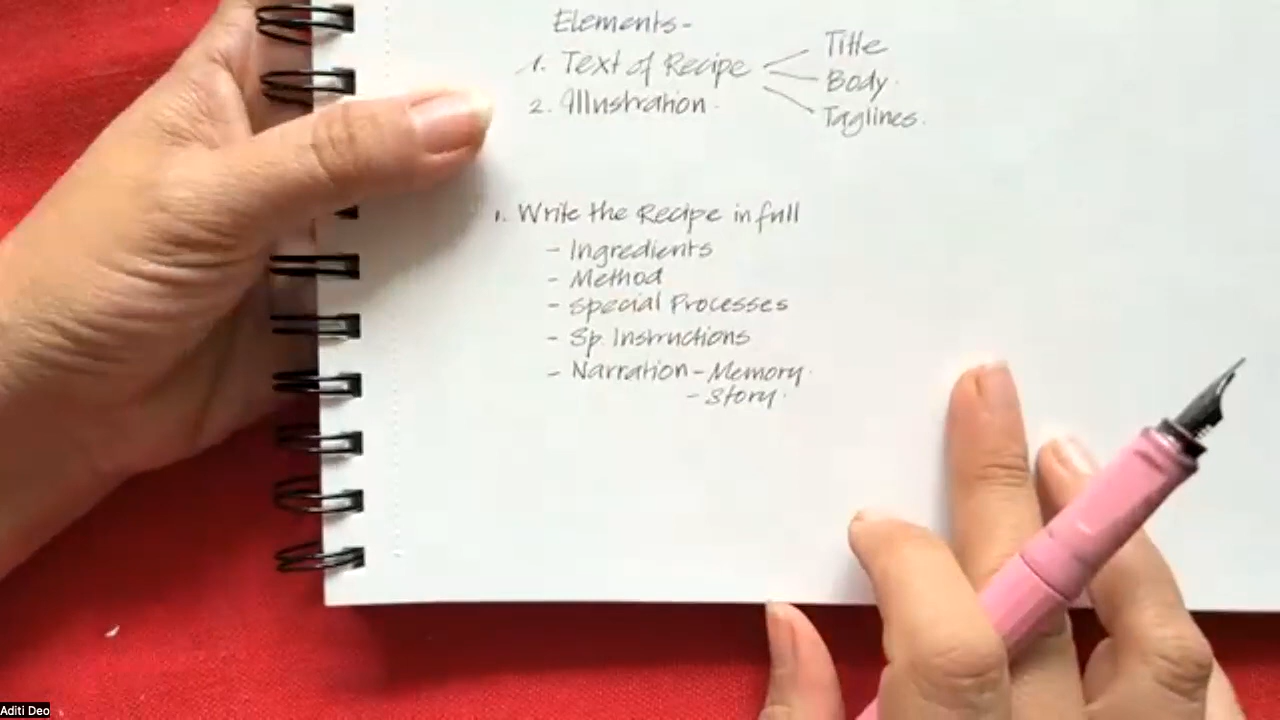 Elements-
1. Text of Recipe
Title
Body.
2. Illustration.
Taglines.
1. Write the Recipe in full
- Ingredients
- Method
- Special Processes
- Sp. Instructions
- Narration - Memory.
- Story.
Aditi Deo